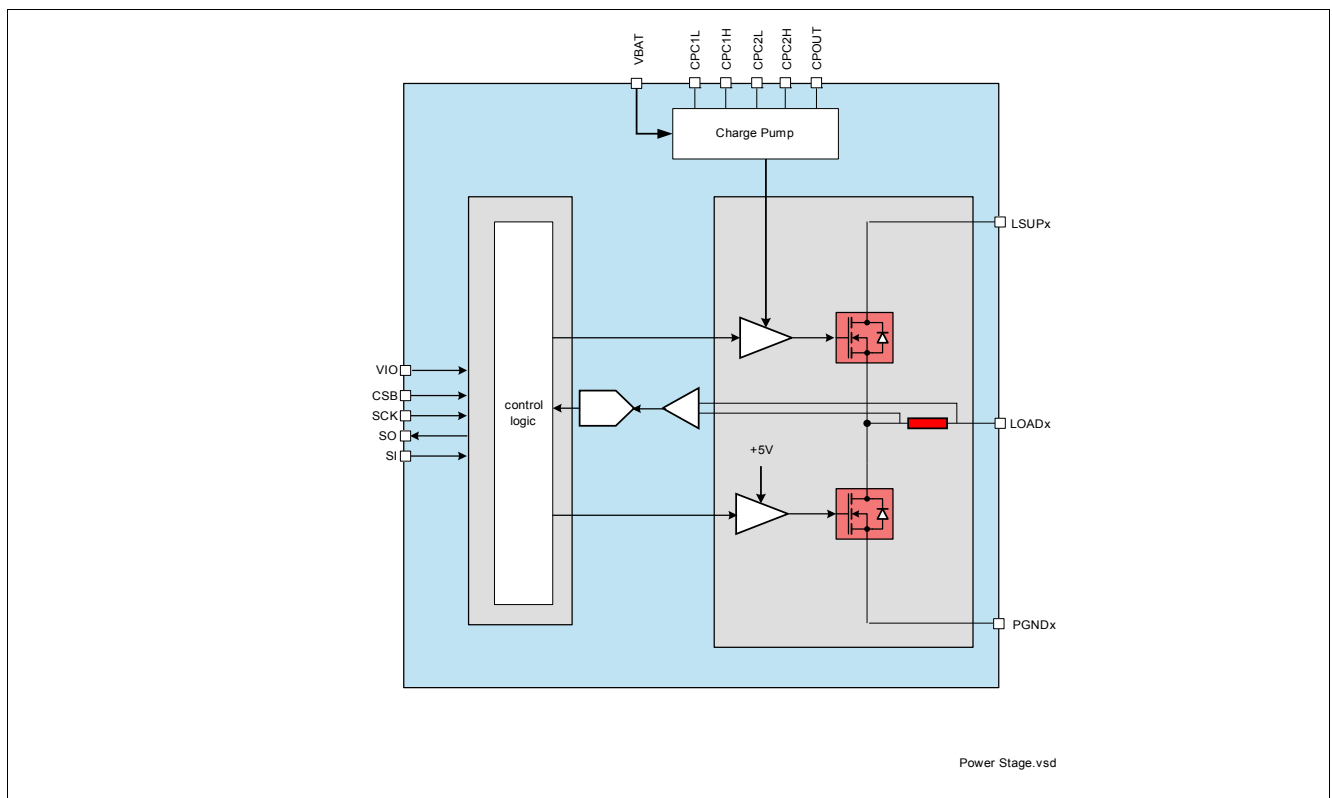 VBAT
CPC1L
CPC1H
CPC2L
CPC2H
CPOUT
Charge Pump
LSUPx
VIO
CSB
SCK
SO
SI
control
logic
LOADx
+5V
PGNDx
Power Stage.vsd